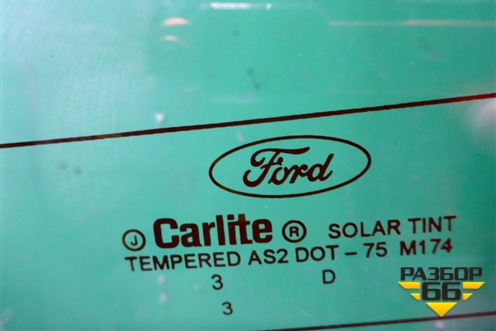 Ford
J Carlite ® SOLAR TINT
TEMPERED AS2 DOT - 75 M174
3 D
3
РАЗБОР
66